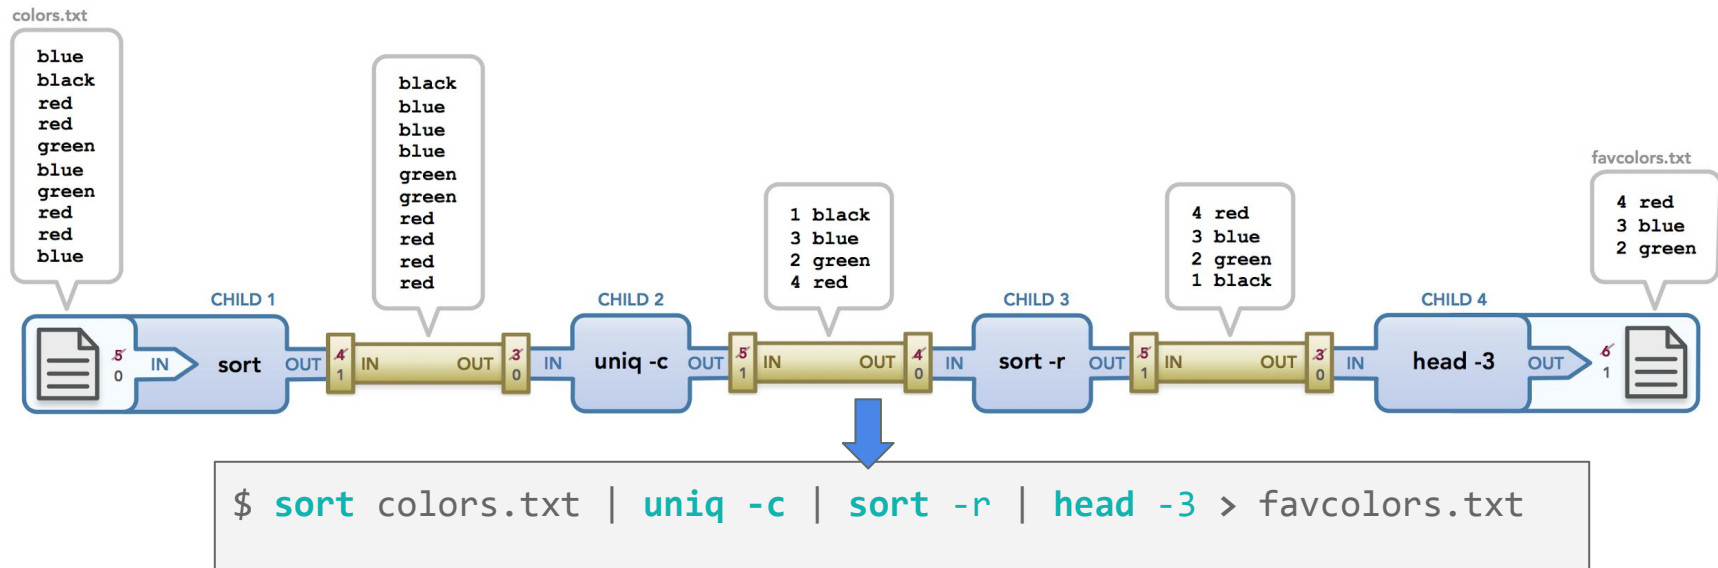 colors.txt
blue
black
red
red
green
blue
green
red
red
blue
black
blue
blue
blue
green
green
red
red
red
red
1 black
3 blue
2 green
4 red
4 red
3 blue
2 green
1 black
favcolors.txt
4 red
3 blue
2 green
CHILD 1
CHILD 2
CHILD 3
CHILD 4
5
0
IN
sort
OUT
4
1
IN
OUT
3
0
IN
uniq -c
OUT
5
1
IN
OUT
4
0
IN
sort -r
OUT
5
1
IN
OUT
3
0
IN
head -3
OUT
6
1
$ sort colors.txt | uniq -c | sort -r | head -3 > favcolors.txt